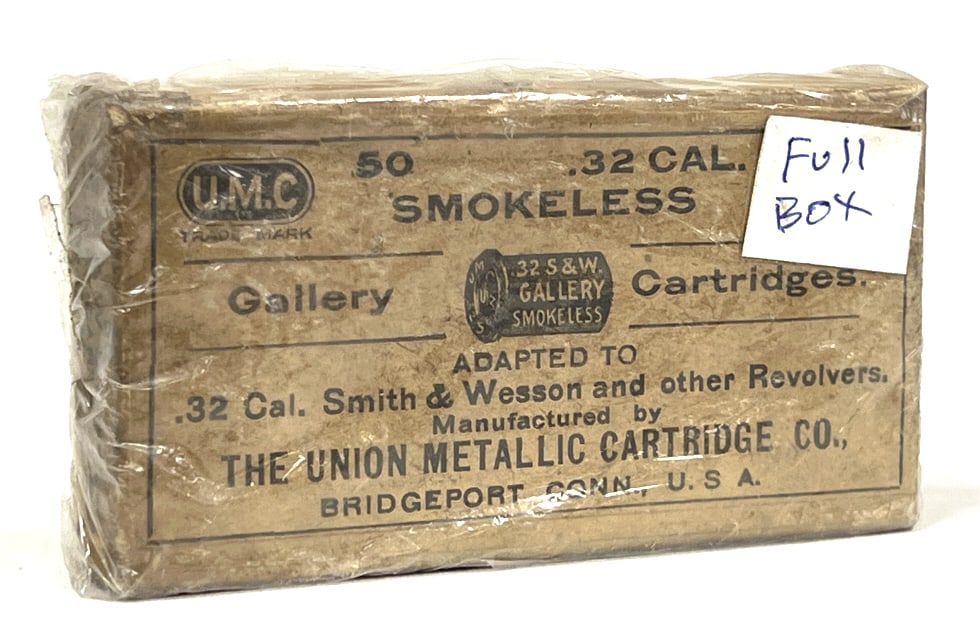 U.M.C
TRADE MARK
50 .32 CAL.
SMOKELESS
Full
BOX
Gallery
U.M.
.32 S & W.
GALLERY
SMOKELESS
Cartridges.
ADAPTED TO
.32 Cal. Smith & Wesson and other Revolvers.
Manufactured by
THE UNION METALLIC CARTRIDGE CO.,
BRIDGEPORT CONN., U. S A.